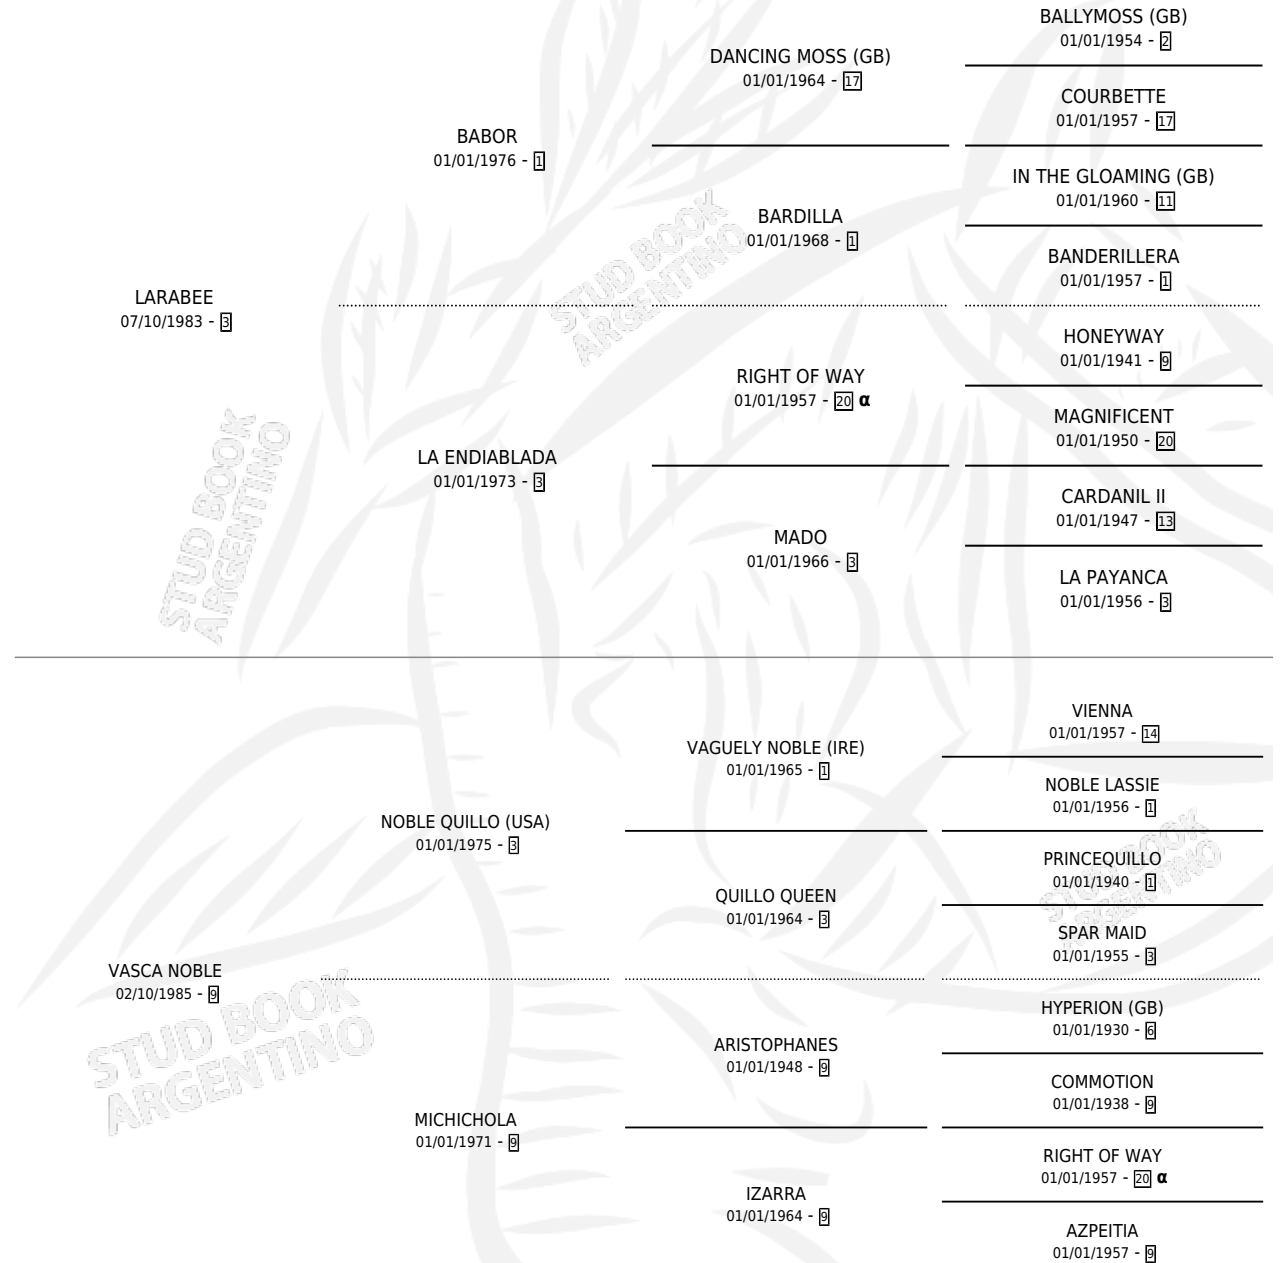 BALLYMOSS (GB)
01/01/1954 - 2
DANCING MOSS (GB)
01/01/1964 - 17
COURBETTE
01/01/1957 - 17
BABOR
01/01/1976 - 1
IN THE GLOAMING (GB)
01/01/1960 - 11
BARDILLA
01/01/1968 - 1
BANDERILLERA
01/01/1957 - 1
STUD BOOK
ARGENTINO
LARABEE
07/10/1983 - 3
HONEYWAY
01/01/1941 - 9
RIGHT OF WAY
01/01/1957 - 20 α
MAGNIFICENT
01/01/1950 - 20
LA ENDIABLADA
01/01/1973 - 3
CARDANIL II
01/01/1947 - 13
MADO
01/01/1966 - 3
LA PAYANCA
01/01/1956 - 3
STUD BOOK
ARGENTINO
VIENNA
01/01/1957 - 14
VAGUELY NOBLE (IRE)
01/01/1965 - 1
NOBLE LASSIE
01/01/1956 - 1
NOBLE QUILLO (USA)
01/01/1975 - 3
PRINCEQUILLO
01/01/1940 - 1
QUILLO QUEEN
01/01/1964 - 3
SPAR MAID
01/01/1955 - 3
STUD BOOK
ARGENTINO
VASCA NOBLE
02/10/1985 - 9
HYPERION (GB)
01/01/1930 - 6
ARISTOPHANES
01/01/1948 - 9
COMMOTION
01/01/1938 - 9
STUD BOOK
ARGENTINO
MICHICHOLA
01/01/1971 - 9
RIGHT OF WAY
01/01/1957 - 20 α
IZARRA
01/01/1964 - 9
AZPEITIA
01/01/1957 - 9